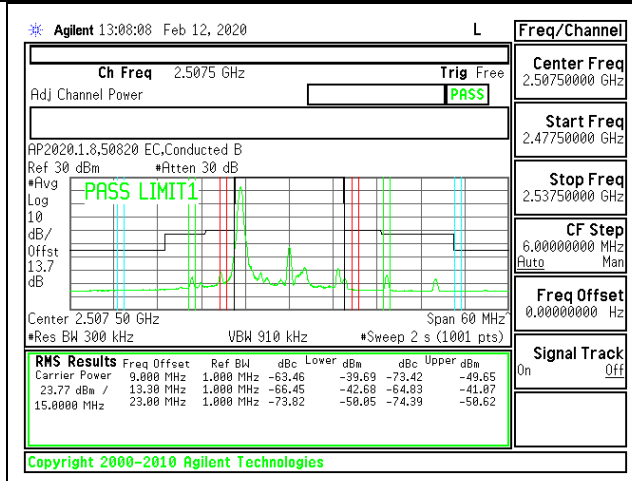 Agilent 13:08:08 Feb 12, 2020 L
Ch Freq 2.5075 GHz Trig Free
Adj Channel Power PASS
AP2020.1.8,50820 EC,Conducted B
Ref 30 dBm #Atten 30 dB
#Avg
Log
10
dB/
Offst
13.7
dB
PASS LIMIT1
Center 2.507 50 GHz Span 60 MHz
#Res BW 300 kHz VBW 910 kHz #Sweep 2 s (1001 pts)
RMS Results Freq Offset Ref BW dBc Lower dBm dBc Upper dBm
Carrier Power 9.000 MHz 1.000 MHz -63.46 -39.69 -73.42 -49.65
23.77 dBm / 13.30 MHz 1.000 MHz -66.45 -42.68 -64.83 -41.07
15.0000 MHz 23.00 MHz 1.000 MHz -73.82 -50.05 -74.39 -50.62
Copyright 2000-2010 Agilent Technologies
Freq/Channel
Center Freq
2.50750000 GHz
Start Freq
2.47750000 GHz
Stop Freq
2.53750000 GHz
CF Step
6.00000000 MHz
Auto Man
Freq Offset
0.00000000 Hz
Signal Track
On Off